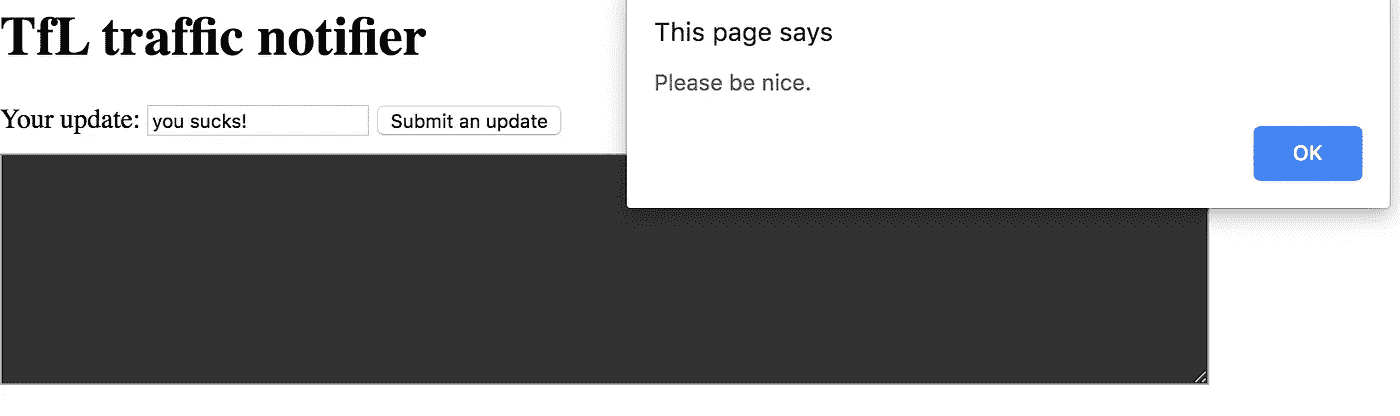 TfL traffic notifier
Your update: you sucks! Submit an update
This page says
Please be nice.
OK